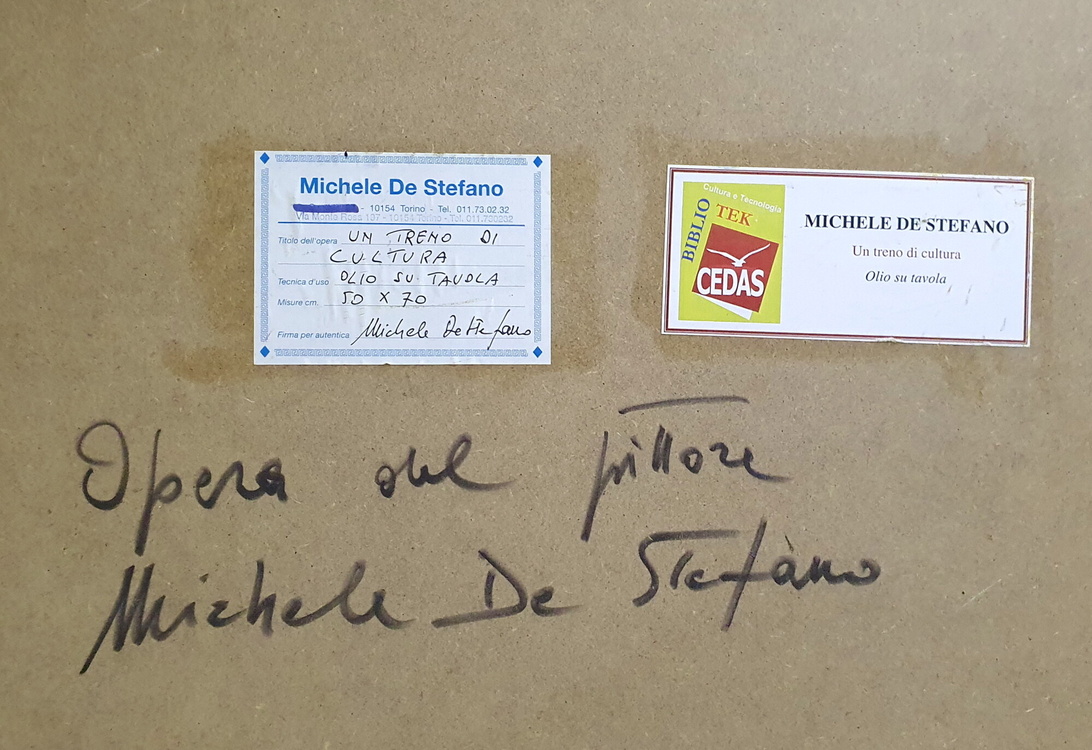 Michele De Stefano
- 10154 Torino - Tel. 011.73.02.32
Via Monte Rosa 107 - 10154 Torino - Tel.
Titolo dell'opera UN TRENO DI
CULTURA
Tecnica d'uso OLIO SU TAVOLA
Misure cm. 50 X 70
Firma per autentica Michele De Stefano
Cultura e Tecnologia
BIBLIO
TEK
CEDAS
MICHELE DE STEFANO
Un treno di cultura
Olio su tavola
Opera del pittore
Michele De Stefano